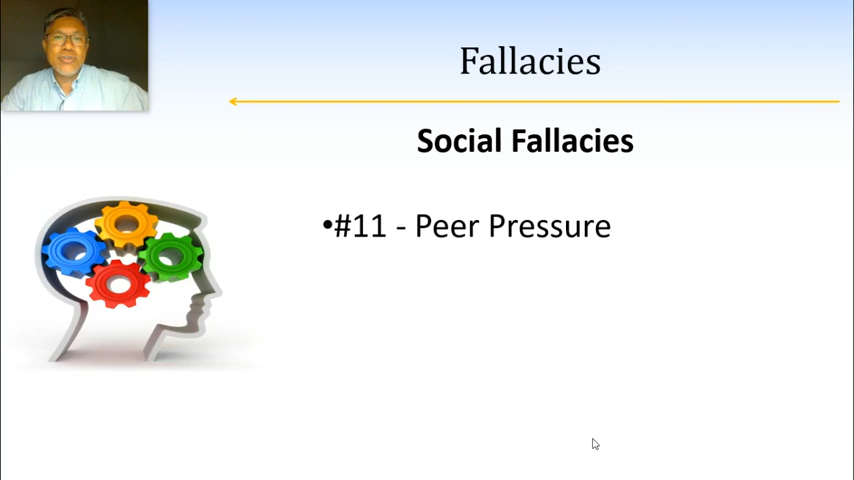 Fallacies
Social Fallacies
•#11 - Peer Pressure